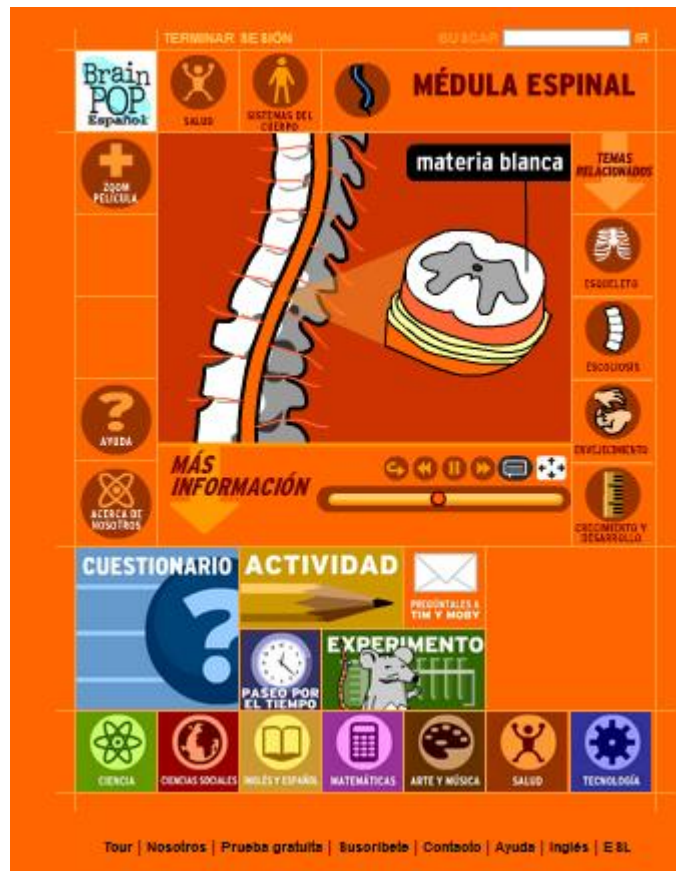 TERMINAR SESIÓN
BUSCAR
IR
Brain
POP
Español
SALUD
SISTEMAS DEL
CUERPO
MÉDULA ESPINAL
ZOOM
PELÍCULA
materia blanca
TEMAS
RELACIONADOS
ESQUELETO
ESCOLIOSIS
AYUDA
ENVEJECIMIENTO
MÁS
INFORMACIÓN
ACERCA DE
NOSOTROS
CRECIMIENTO Y
DESARROLLO
CUESTIONARIO
ACTIVIDAD
PREGÚNTALES A
TIM Y MOBY
PASEO POR
EL TIEMPO
EXPERIMENTO
CIENCIA
CIENCIAS SOCIALES
INGLÉS Y ESPAÑOL
MATEMÁTICAS
ARTE Y MÚSICA
SALUD
TECNOLOGÍA
Tour | Nosotros | Prueba gratuita | Suscríbete | Contacto | Ayuda | Inglés | ESL